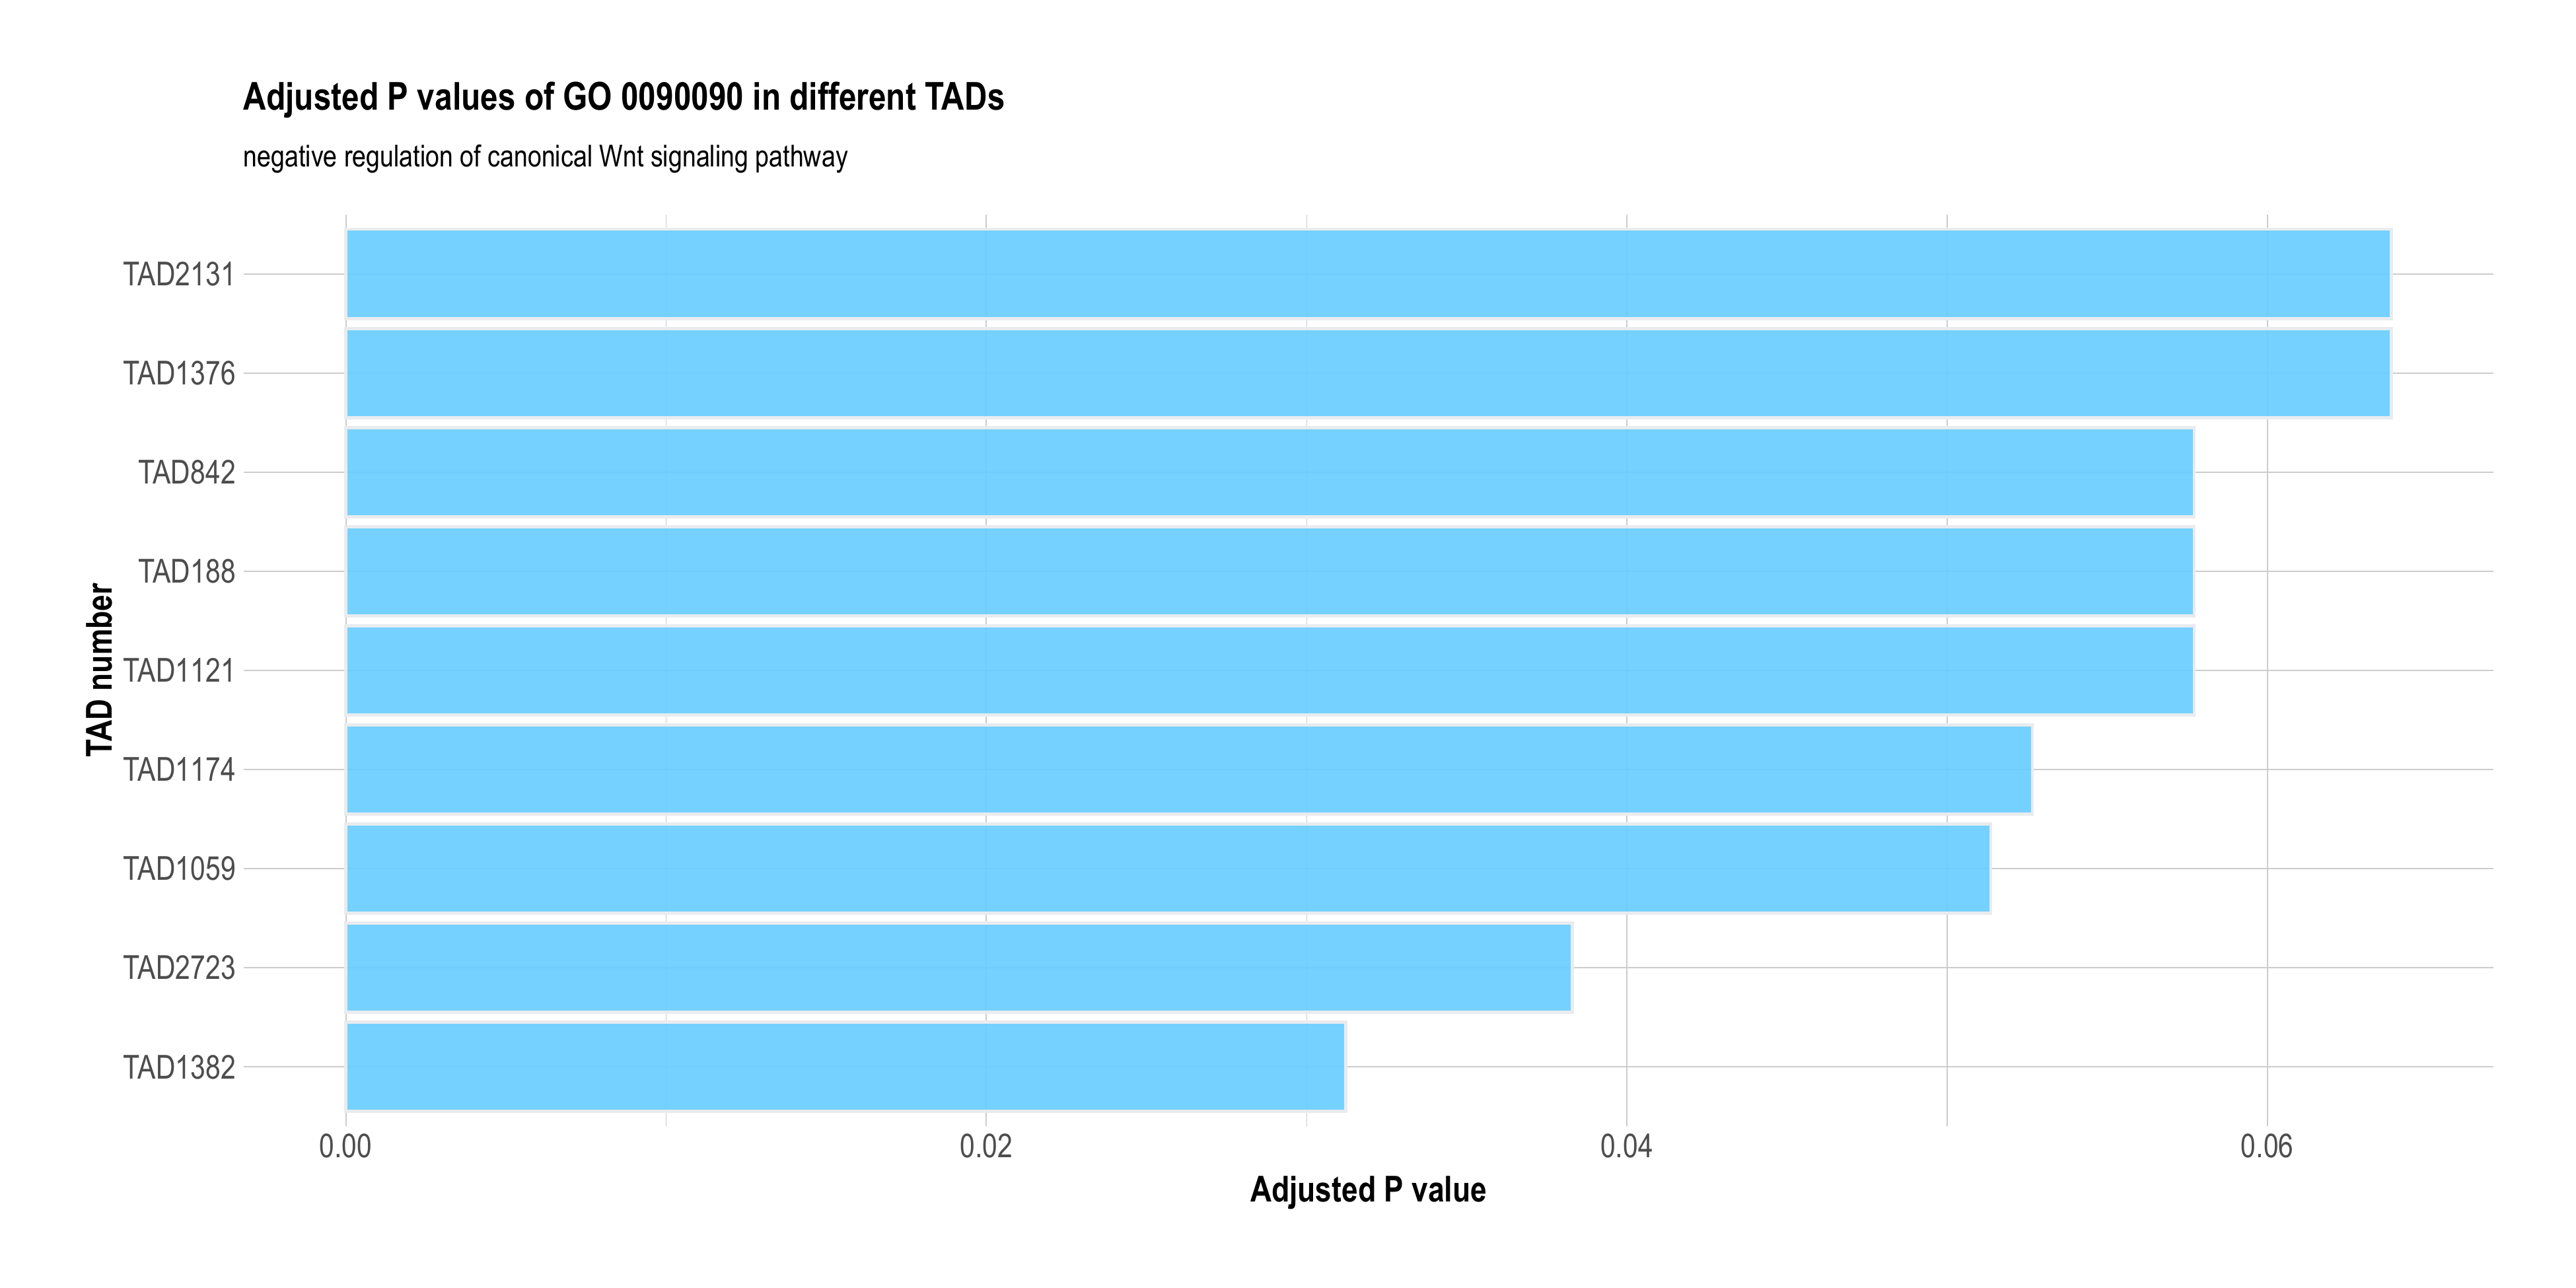 Adjusted P values of GO 0090090 in different TADs
negative regulation of canonical Wnt signaling pathway
TAD number
TAD2131
TAD1376
TAD842
TAD188
TAD1121
TAD1174
TAD1059
TAD2723
TAD1382
0.00 0.02 0.04 0.06
Adjusted P value